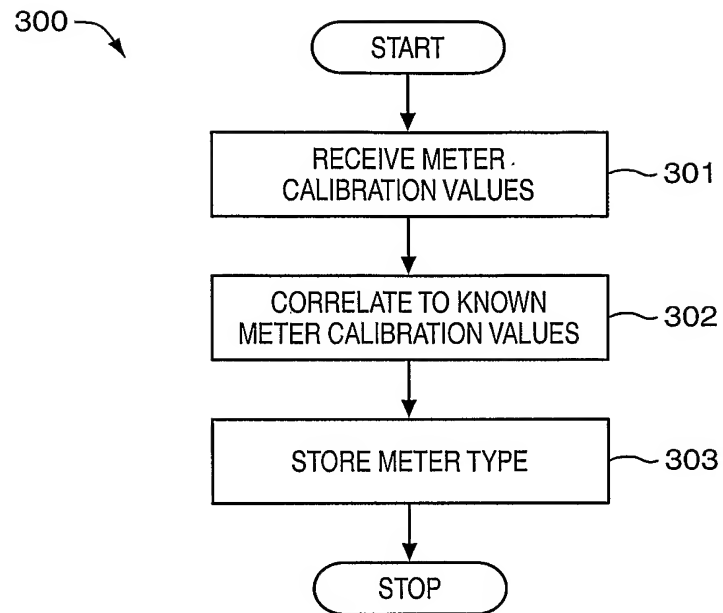 300
START
RECEIVE METER
CALIBRATION VALUES
301
CORRELATE TO KNOWN
METER CALIBRATION VALUES
302
STORE METER TYPE
303
STOP